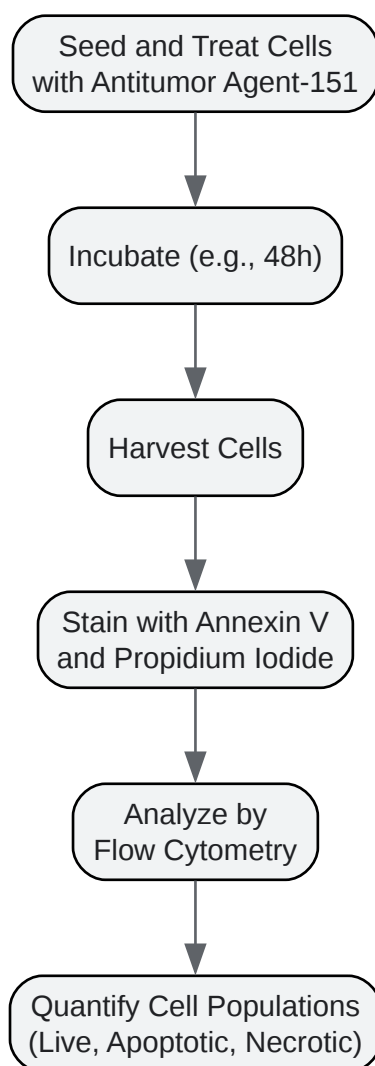 Seed and Treat Cells
with Antitumor Agent-151
Incubate (e.g., 48h)
Harvest Cells
Stain with Annexin V
and Propidium Iodide
Analyze by
Flow Cytometry
Quantify Cell Populations
(Live, Apoptotic, Necrotic)